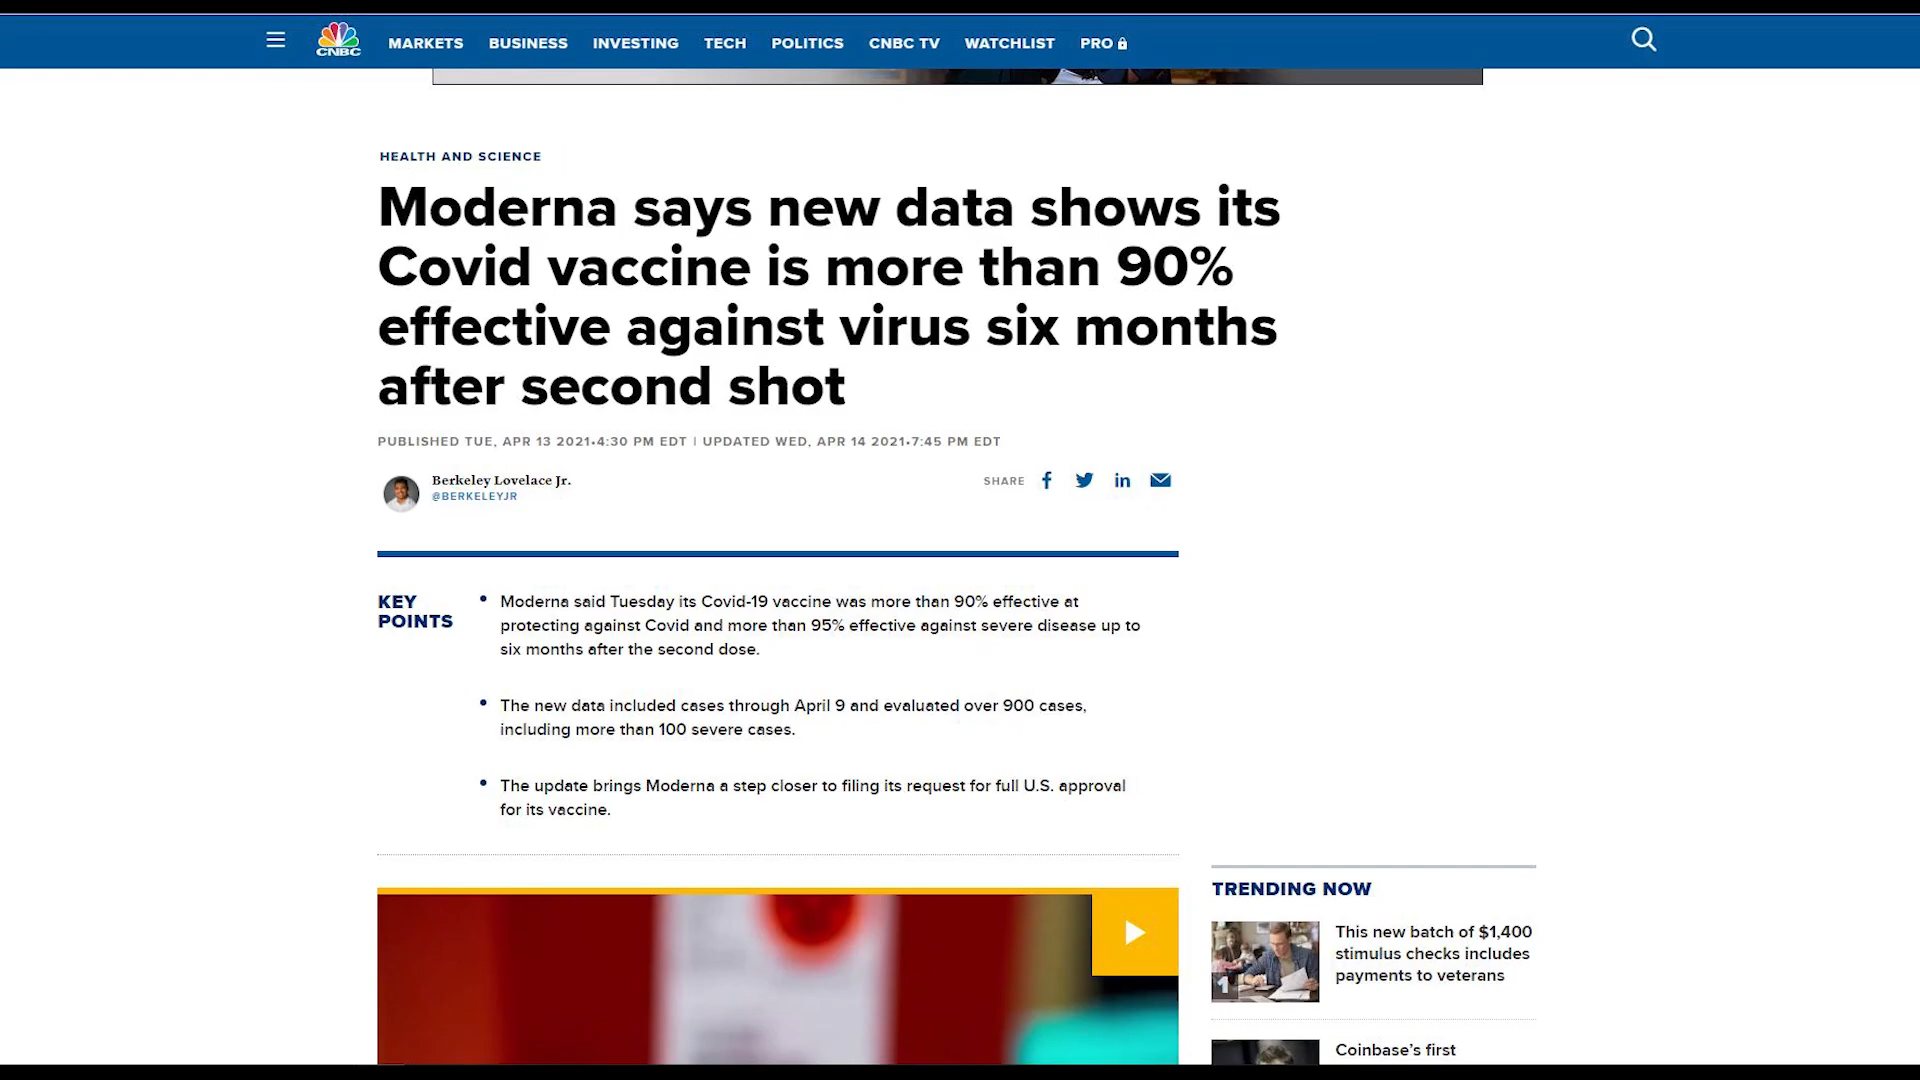 CNBC
MARKETS BUSINESS INVESTING TECH POLITICS CNBC TV WATCHLIST PRO
HEALTH AND SCIENCE
Moderna says new data shows its
Covid vaccine is more than 90%
effective against virus six months
after second shot
PUBLISHED TUE, APR 13 2021•4:30 PM EDT | UPDATED WED, APR 14 2021•7:45 PM EDT
Berkeley Lovelace Jr.
@BERKELEYJR
SHARE
KEY
POINTS
• Moderna said Tuesday its Covid-19 vaccine was more than 90% effective at
protecting against Covid and more than 95% effective against severe disease up to
six months after the second dose.
• The new data included cases through April 9 and evaluated over 900 cases,
including more than 100 severe cases.
• The update brings Moderna a step closer to filing its request for full U.S. approval
for its vaccine.
TRENDING NOW
1
This new batch of $1,400
stimulus checks includes
payments to veterans
Coinbase's first